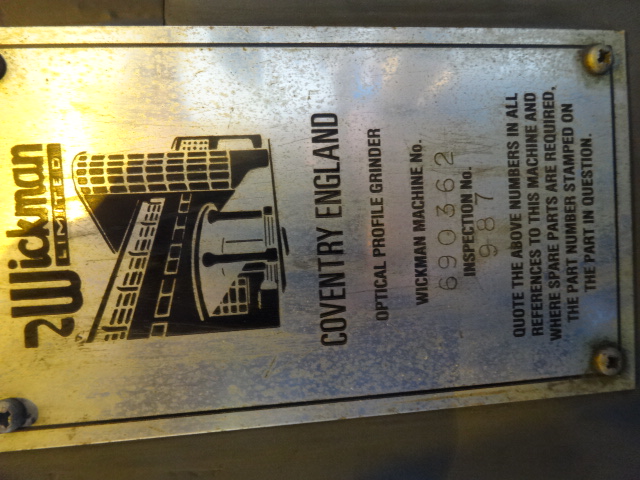 Wickman
LIMITED
COVENTRY ENGLAND
OPTICAL PROFILE GRINDER
WICKMAN MACHINE No.
690362
INSPECTION No.
987
QUOTE THE ABOVE NUMBERS IN ALL
REFERENCES TO THIS MACHINE AND
WHERE SPARE PARTS ARE REQUIRED,
THE PART NUMBER STAMPED ON
THE PART IN QUESTION.